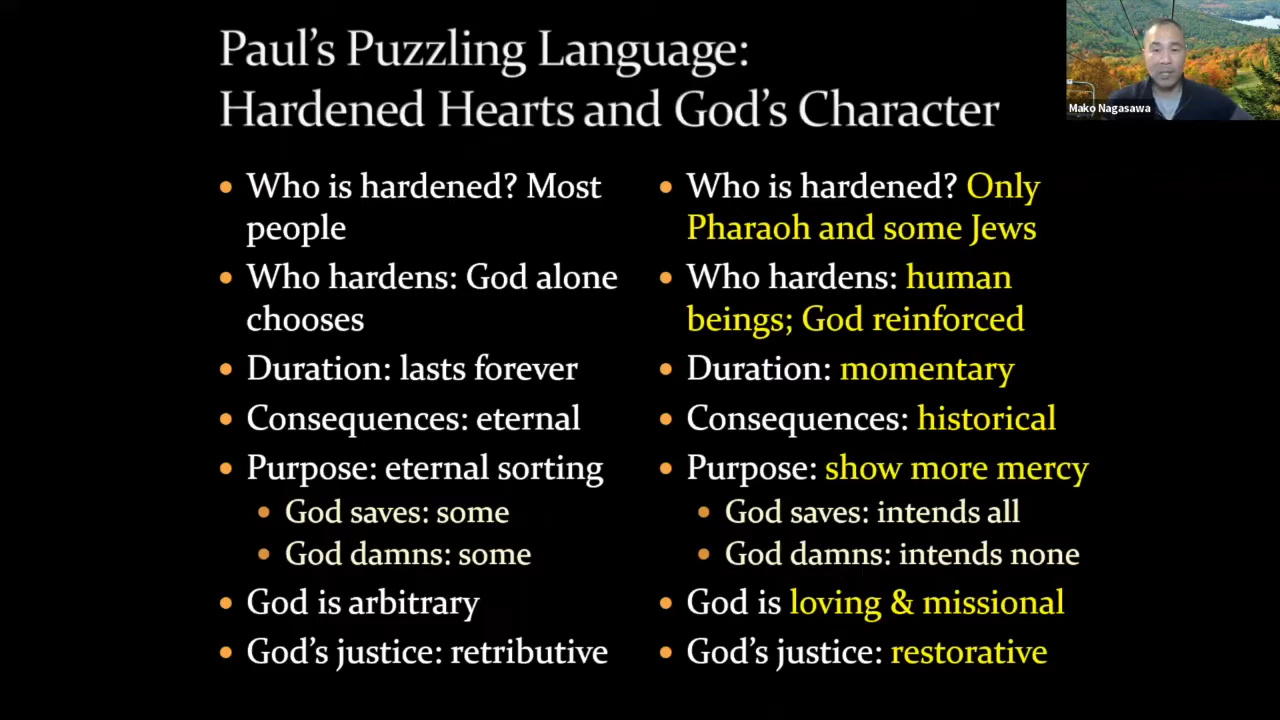 Paul's Puzzling Language:
Hardened Hearts and God's Character
Mako Nagasawa
• Who is hardened? Most
people
• Who hardens: God alone
chooses
• Duration: lasts forever
• Consequences: eternal
• Purpose: eternal sorting
• God saves: some
• God damns: some
• God is arbitrary
• God's justice: retributive
• Who is hardened? Only
Pharaoh and some Jews
• Who hardens: human
beings; God reinforced
• Duration: momentary
• Consequences: historical
• Purpose: show more mercy
• God saves: intends all
• God damns: intends none
• God is loving & missional
• God's justice: restorative